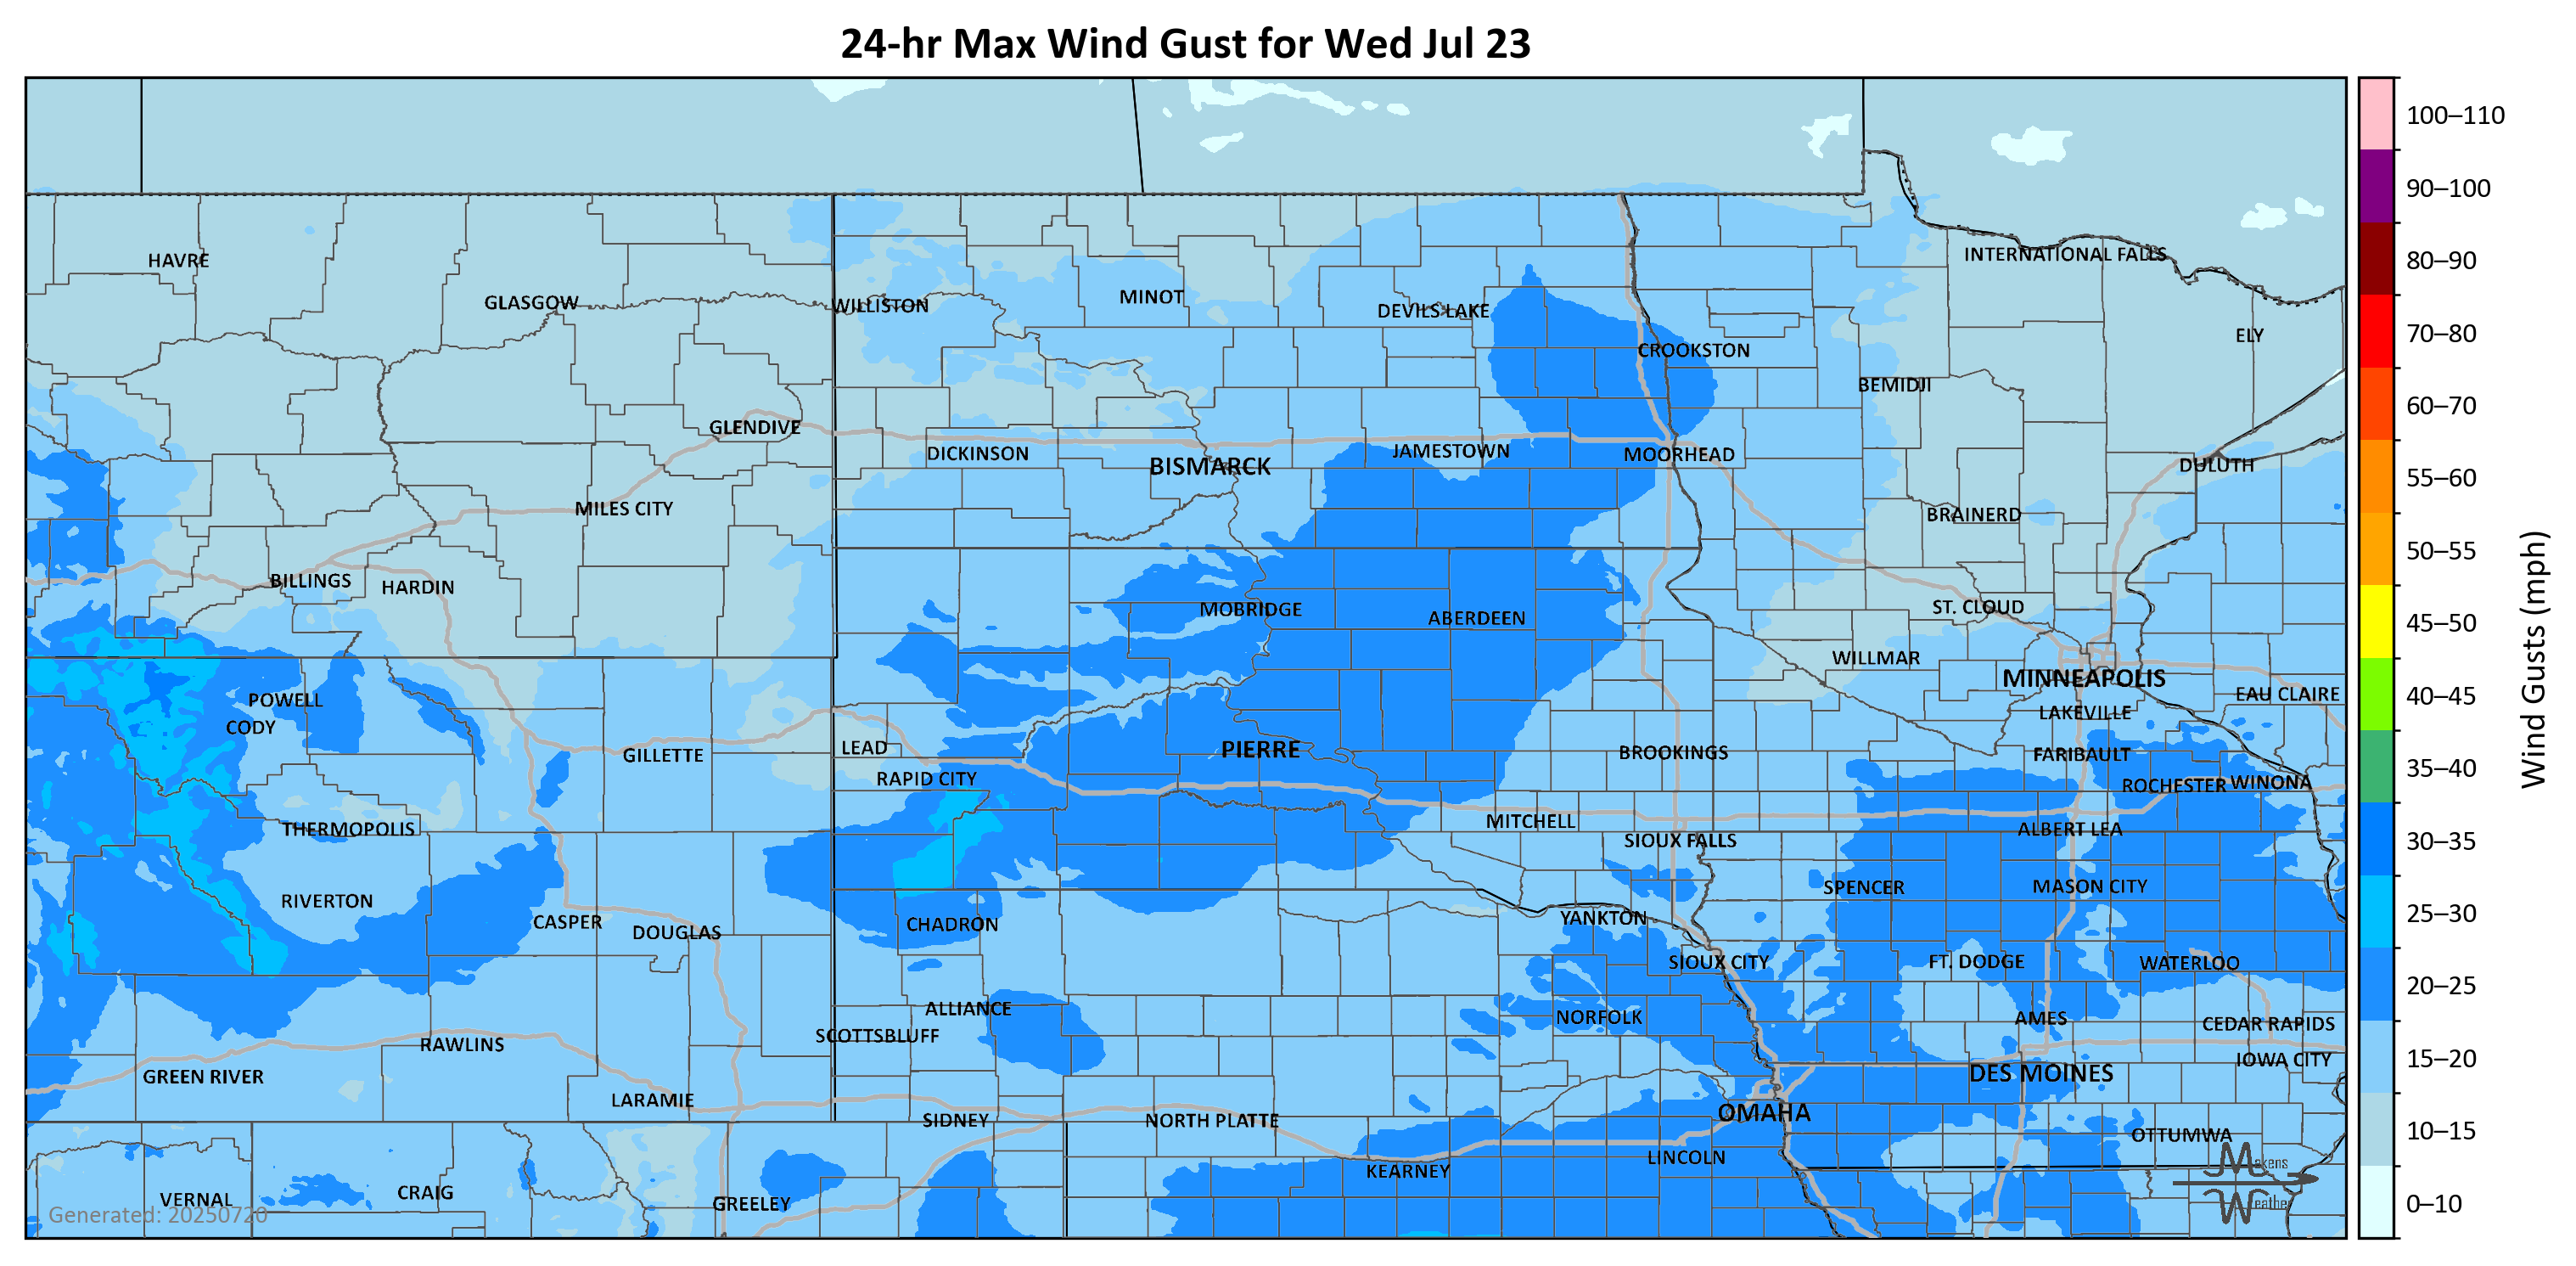 24-hr Max Wind Gust for Wed Jul 23
100–110
90–100
80–90
70–80
60–70
55–60
50–55
45–50
40–45
35–40
30–35
25–30
20–25
15–20
10–15
0–10
Wind Gusts (mph)
HAVRE
INTERNATIONAL FALLS
GLASGOW
WILLISTON
MINOT
DEVILS LAKE
ELY
CROOKSTON
BEMIDJI
GLENDIVE
DICKINSON
BISMARCK
JAMESTOWN
MOORHEAD
DULUTH
MILES CITY
BRAINERD
BILLINGS
HARDIN
MOBRIDGE
ABERDEEN
ST. CLOUD
WILLMAR
MINNEAPOLIS
POWELL
EAU CLAIRE
CODY
LAKEVILLE
GILLETTE
LEAD
PIERRE
BROOKINGS
FARIBAULT
RAPID CITY
ROCHESTER
WINONA
THERMOPOLIS
MITCHELL
ALBERT LEA
SIOUX FALLS
RIVERTON
SPENCER
MASON CITY
CASPER
DOUGLAS
CHADRON
YANKTON
SIOUX CITY
FT. DODGE
WATERLOO
ALLIANCE
NORFOLK
AMES
CEDAR RAPIDS
SCOTTSBLUFF
RAWLINS
IOWA CITY
GREEN RIVER
DES MOINES
LARAMIE
SIDNEY
NORTH PLATTE
OMAHA
OTTUMWA
LINCOLN
KEARNEY
VERNAL
CRAIG
GREELEY
Makens
Weather
Generated: 20250720